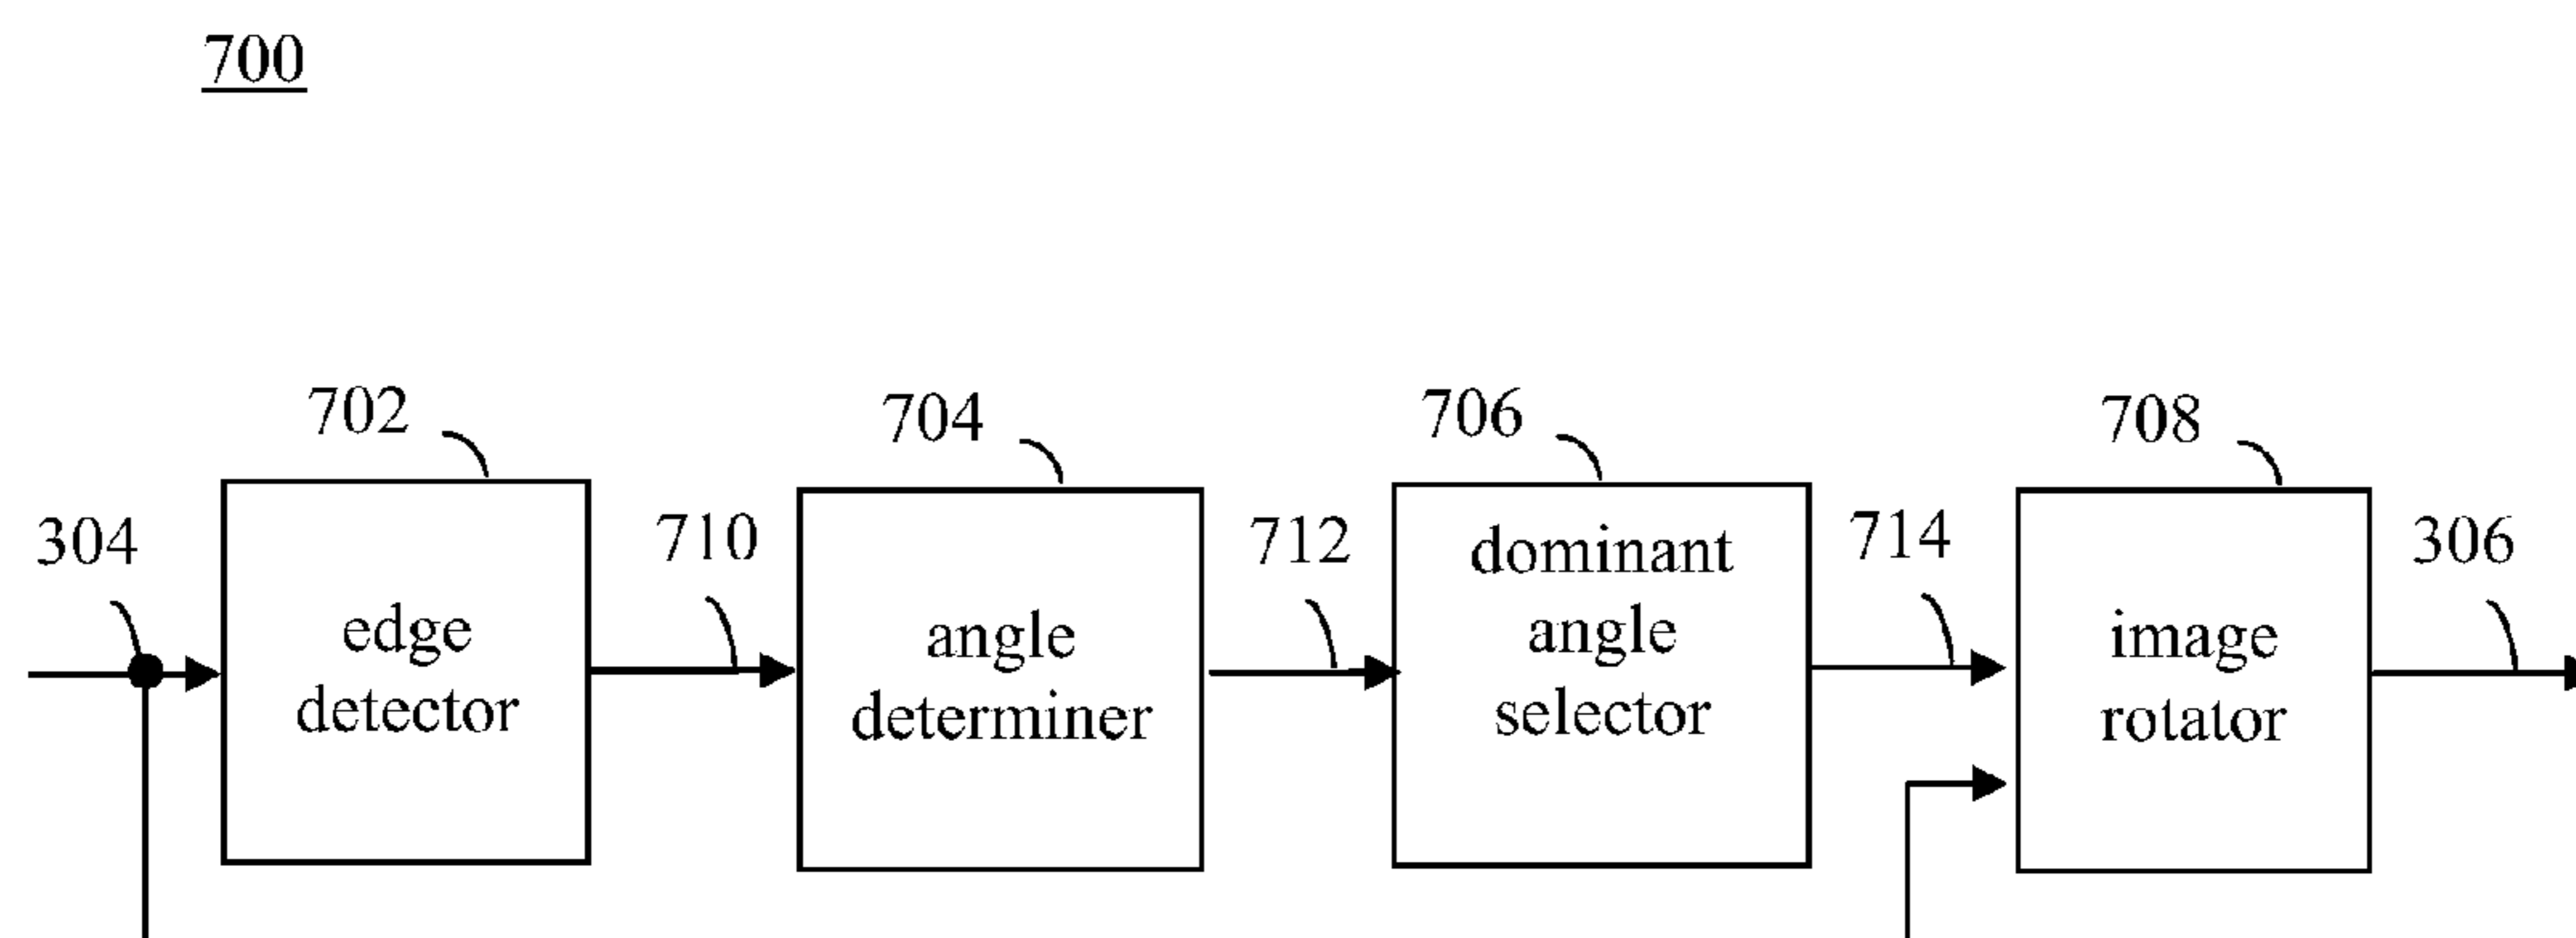 700
702
704
706
708
304
710
712
714
306
edge
detector
angle
determiner
dominant
angle
selector
image
rotator